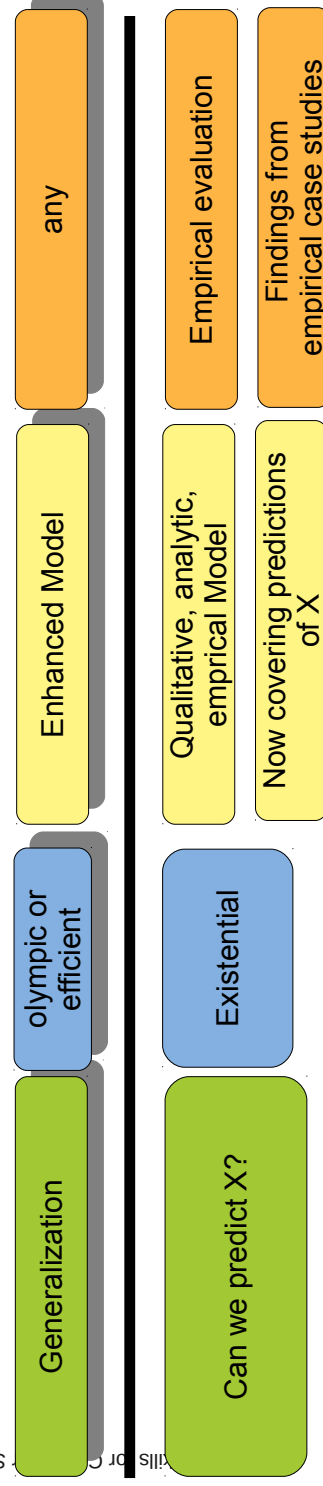 Generalization
olympic or
efficient
Enhanced Model
any
Can we predict X?
Existential
Qualitative, analytic,
emprical Model
Now covering predictions
of X
Empirical evaluation
Findings from
empirical case studies